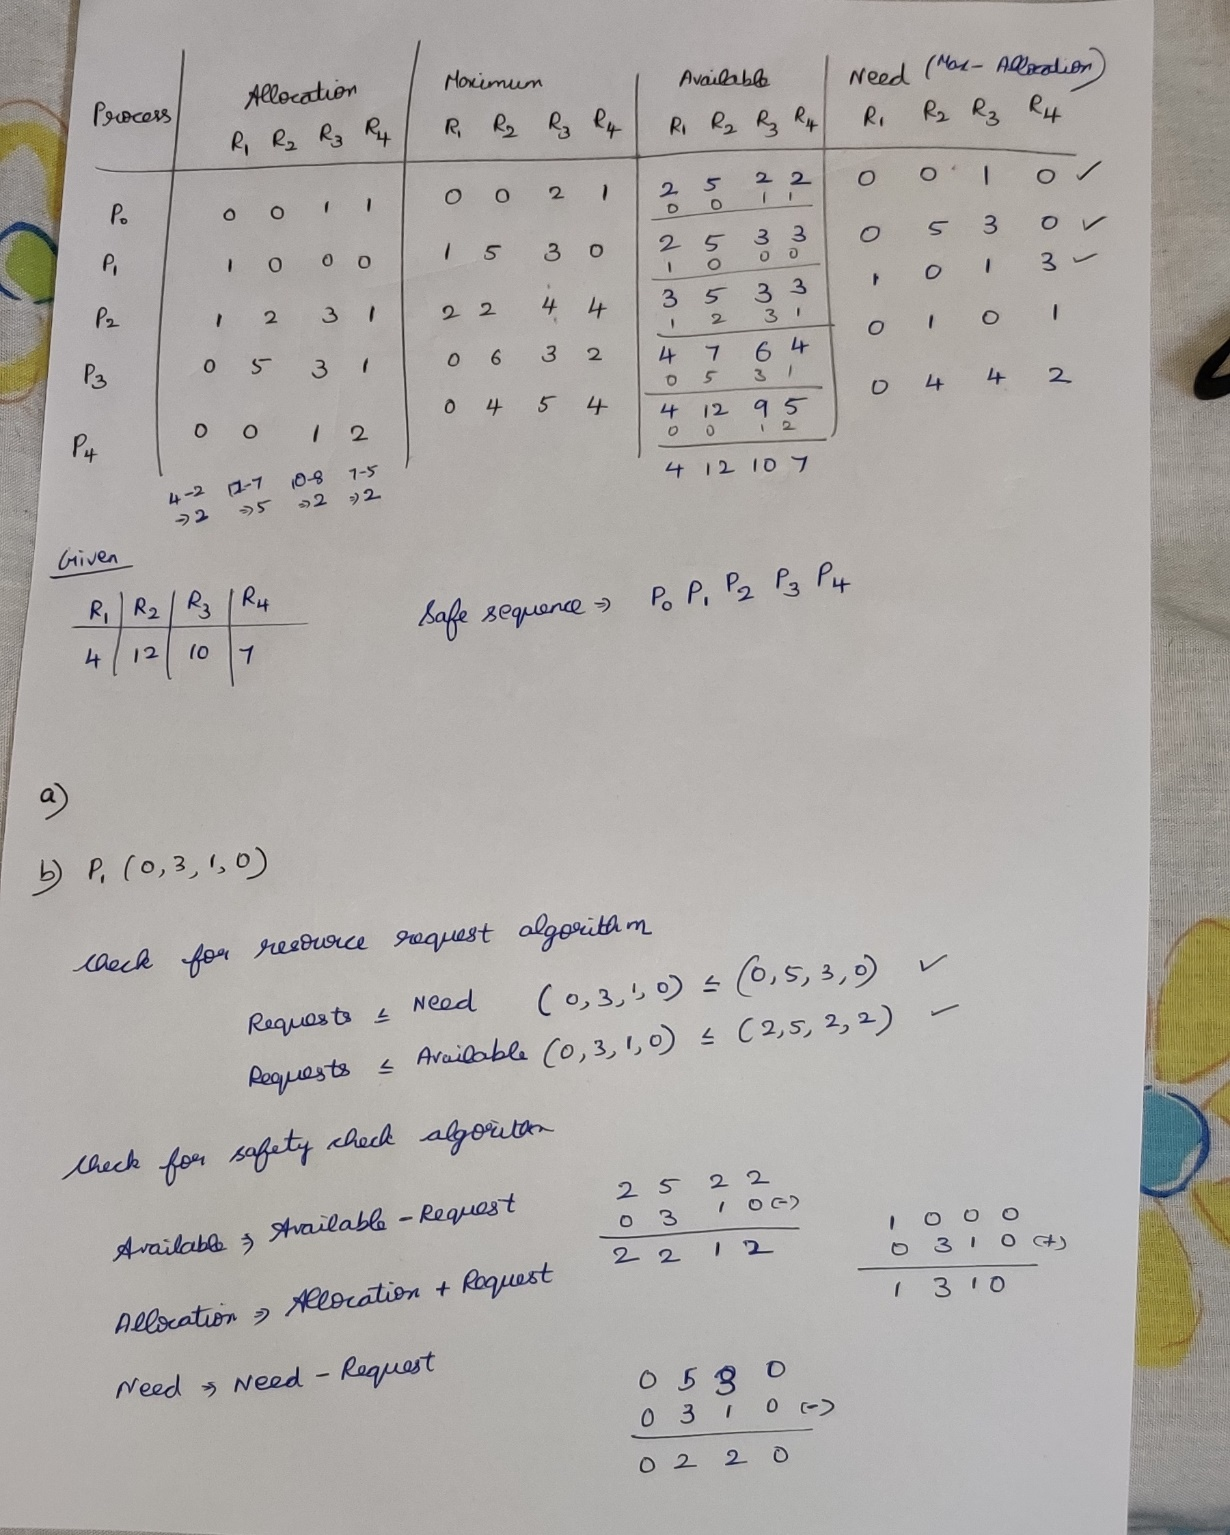 Process Allocation Maximum Available Need (Max - Allocation)
R1 R2 R3 R4 R1 R2 R3 R4 R1 R2 R3 R4 R1 R2 R3 R4
P0 0 0 1 1 0 0 2 1 2 5 2 2 0 0 1 0 ✓
0 0 1 1
P1 1 0 0 0 1 5 3 0 2 5 3 3 0 5 3 0 ✓
1 0 0 0
P2 1 2 3 1 2 2 4 4 3 5 3 3 1 0 1 3 ✓
1 2 3 1
P3 0 5 3 1 0 6 3 2 4 7 6 4 0 1 0 1
0 5 3 1
P4 0 0 1 2 0 4 5 4 4 12 9 5 0 4 4 2
0 0 1 2
4 12 10 7
4-2 12-7 10-8 7-5
⇒2 ⇒5 ⇒2 ⇒2
Given
R1 R2 R3 R4
4 12 10 7
Safe sequence ⇒ P0 P1 P2 P3 P4
a)
b) P1 (0,3,1,0)
Check for resource request algorithm
Requests ≤ Need (0,3,1,0) ≤ (0,5,3,0) ✓
Requests ≤ Available (0,3,1,0) ≤ (2,5,2,2) ✓
Check for safety check algorithm
Available ⇒ Available - Request
2 5 2 2
0 3 1 0 (-)
2 2 1 2
Allocation ⇒ Allocation + Request
1 0 0 0
0 3 1 0 (+)
1 3 1 0
Need ⇒ Need - Request
0 5 3 0
0 3 1 0 (-)
0 2 2 0